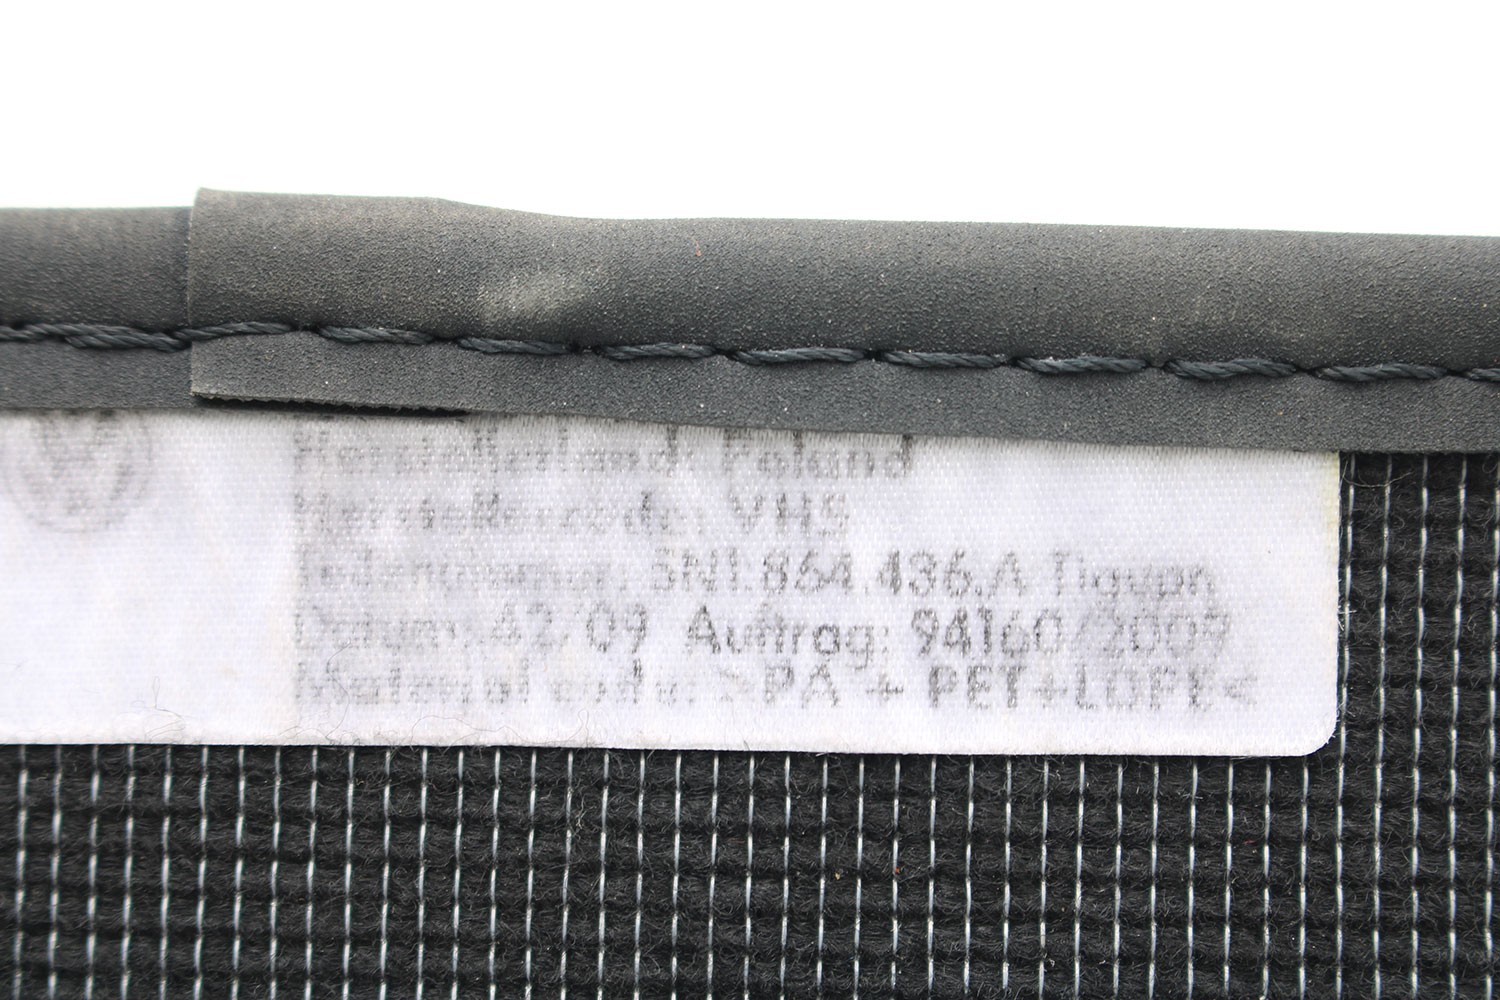 Herstellerland: Poland
Herstellercode: VHS
Teilenummer: 5N1.864.436.A Tiguan
Datum: 42/09 Auftrag: 94160/2009
Material code: >PA + PET+LDPE<